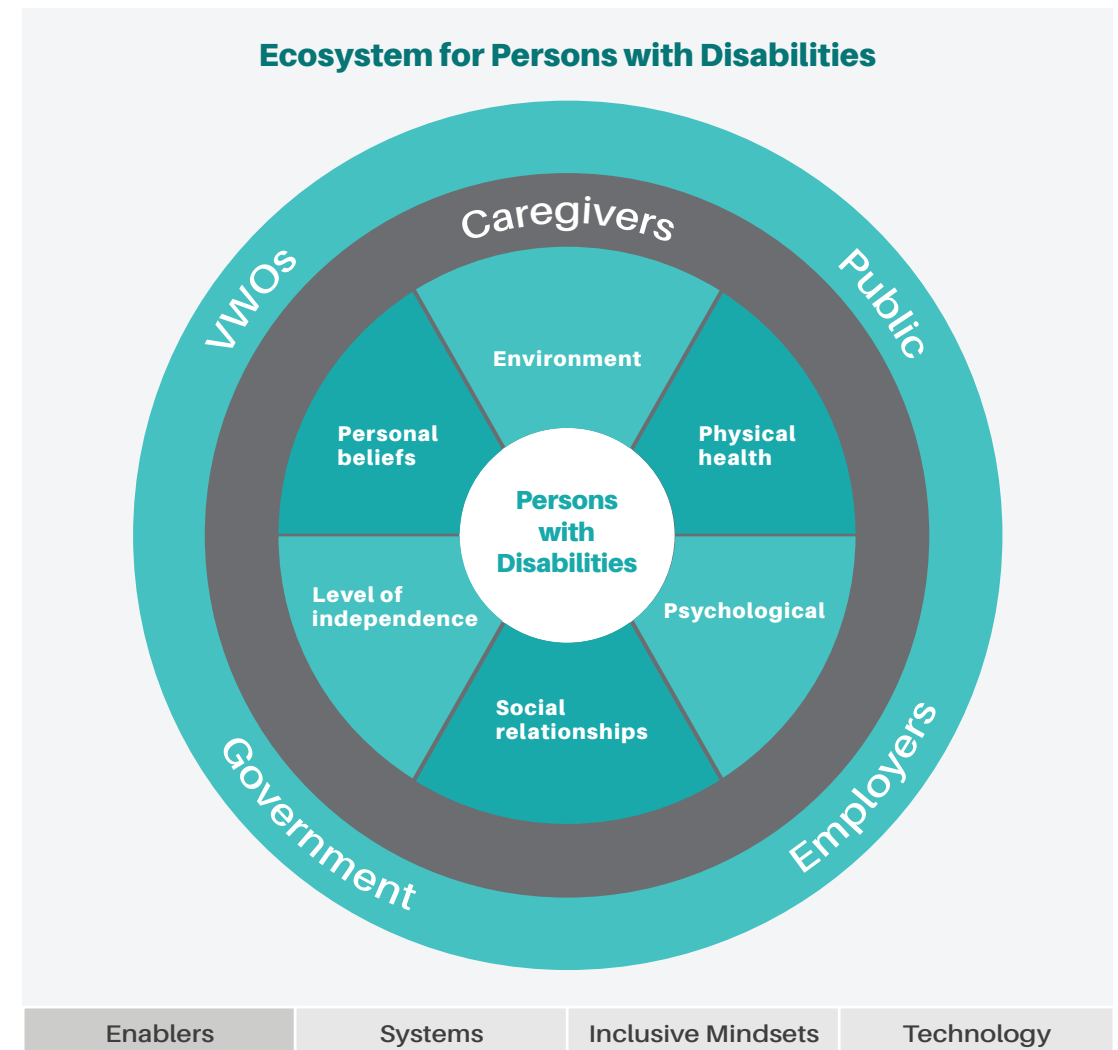 Ecosystem for Persons with Disabilities
Caregivers
VWOs
Public
Environment
Personal
beliefs
Physical
health
Persons
with
Disabilities
Level of
independence
Psychological
Social
relationships
Government
Employers
Enablers
Systems
Inclusive Mindsets
Technology